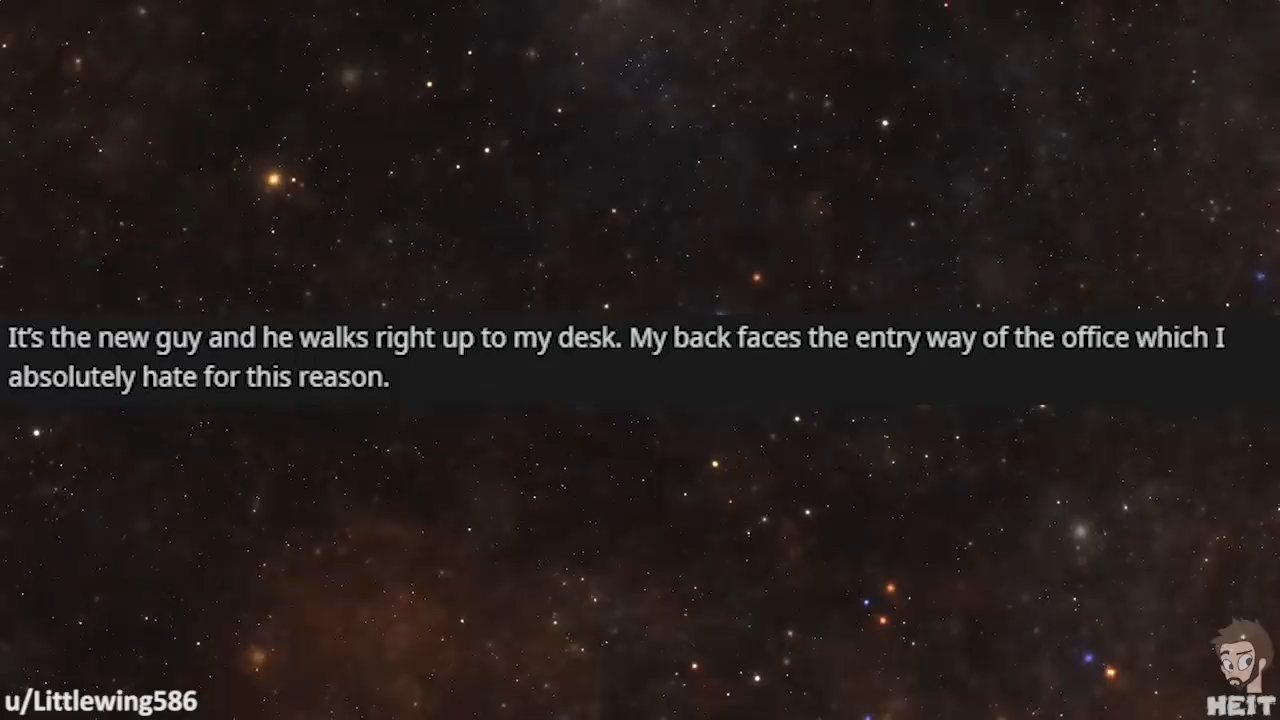 It's the new guy and he walks right up to my desk. My back faces the entry way of the office which I
absolutely hate for this reason.
u/Littlewing586
HEIT